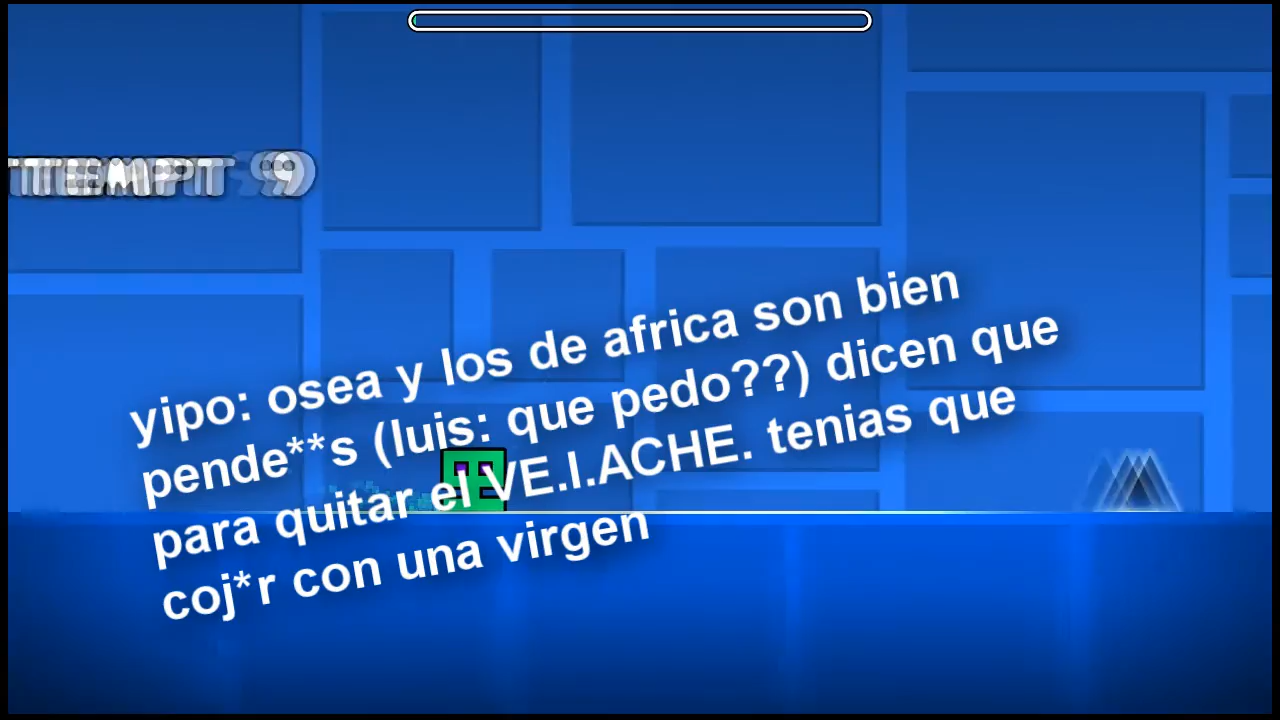 TTEMPT 9
yipo: osea y los de africa son bien
pende**s (luis: que pedo??) dicen que
para quitar el VE.I.ACHE. tenias que
coj*r con una virgen